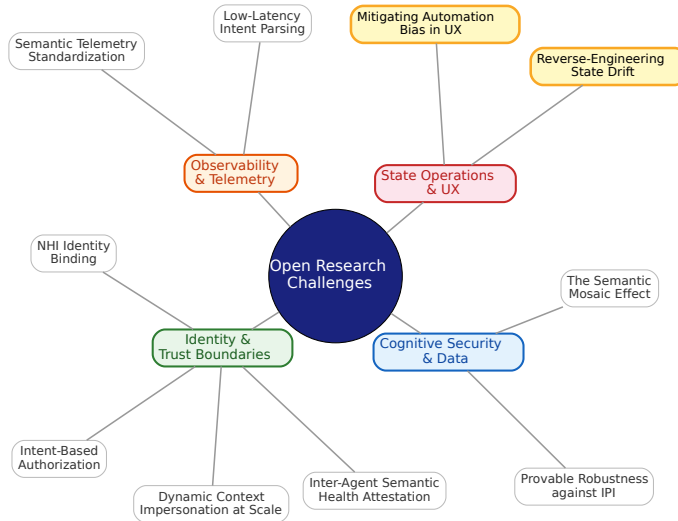 Low-Latency
Intent Parsing
Mitigating Automation
Bias in UX
Semantic Telemetry
Standardization
Reverse-Engineering
State Drift
Observability
& Telemetry
State Operations
& UX
NHI Identity
Binding
Open Research
Challenges
The Semantic
Mosaic Effect
Identity &
Trust Boundaries
Cognitive Security
& Data
Intent-Based
Authorization
Dynamic Context
Impersonation at Scale
Inter-Agent Semantic
Health Attestation
Provable Robustness
against IPI